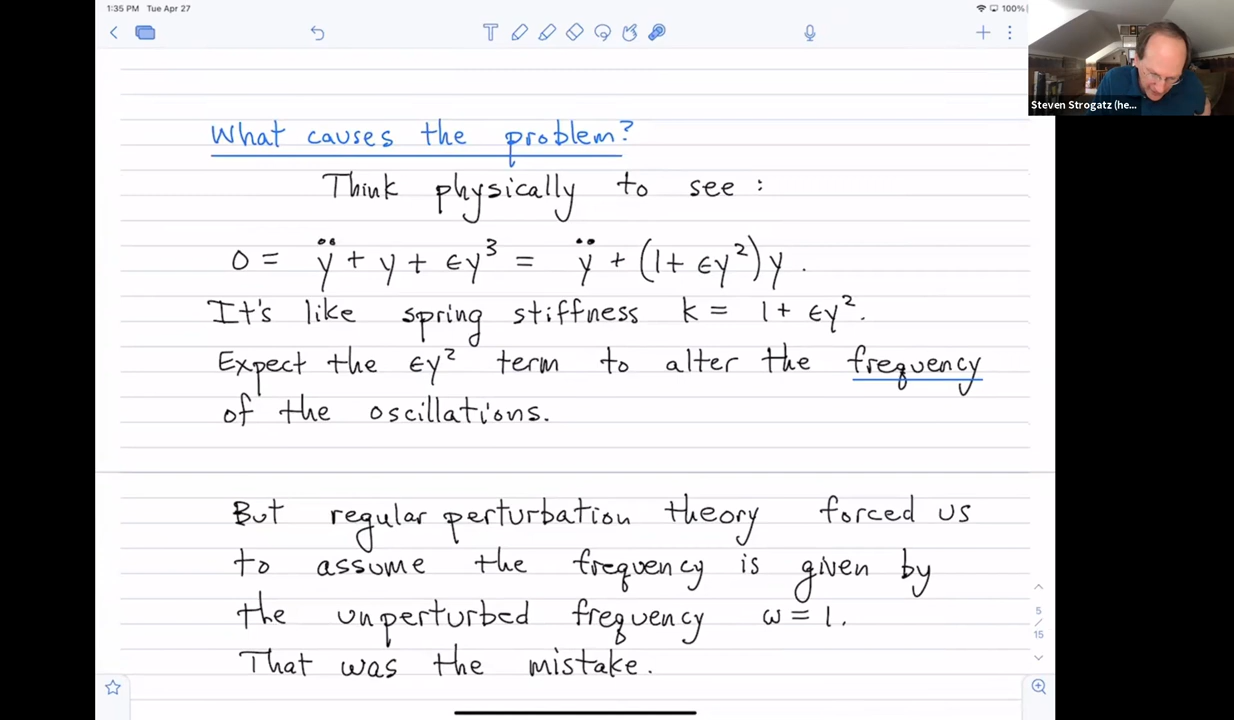 1:35 PM Tue Apr 27
100%
Steven Strogatz (he...
What causes the problem?
Think physically to see :
0 = ÿ + y + εy³ = ÿ + (1 + εy²) y .
It's like spring stiffness k = 1 + εy².
Expect the εy² term to alter the frequency
of the oscillations.
But regular perturbation theory forced us
to assume the frequency is given by
the unperturbed frequency ω = 1.
That was the mistake.
5
/
15